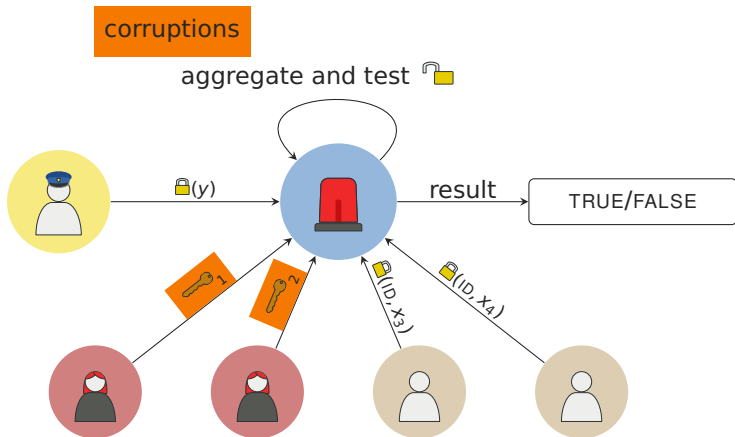 corruptions
aggregate and test
(y)
result
TRUE/FALSE
1
2
(ID, x₃)
(ID, x₄)